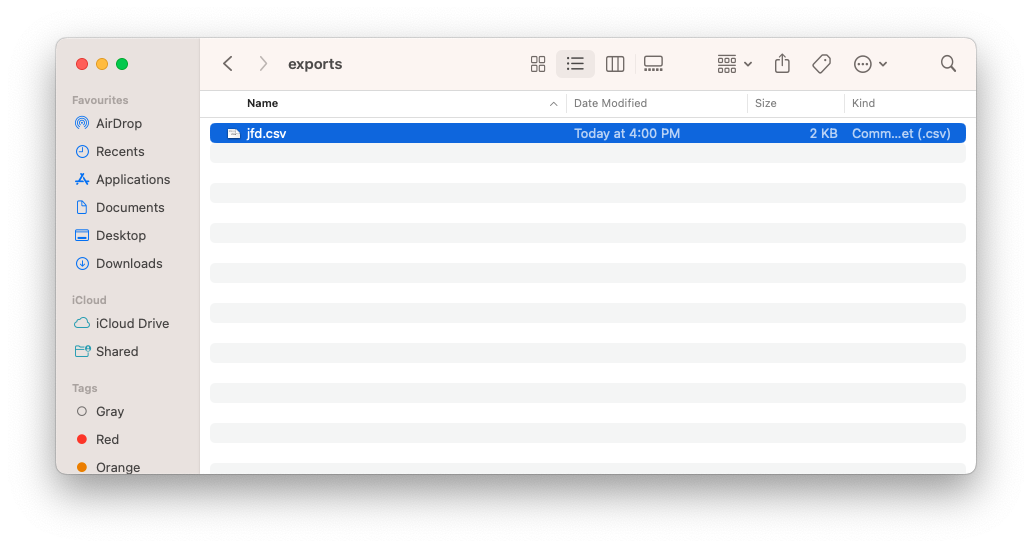 exports
Favourites
AirDrop
Recents
Applications
Documents
Desktop
Downloads
iCloud
iCloud Drive
Shared
Tags
Gray
Red
Orange
Name Date Modified Size Kind
jfd.csv Today at 4:00 PM 2 KB Comm...et (.csv)